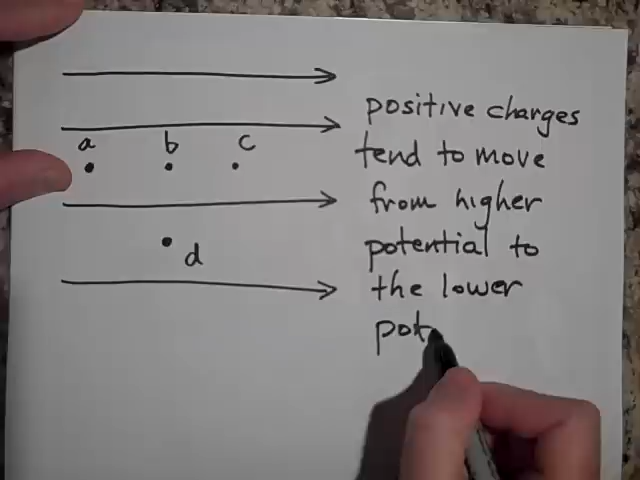 a b c
d
positive charges
tend to move
from higher
potential to
the lower
pot